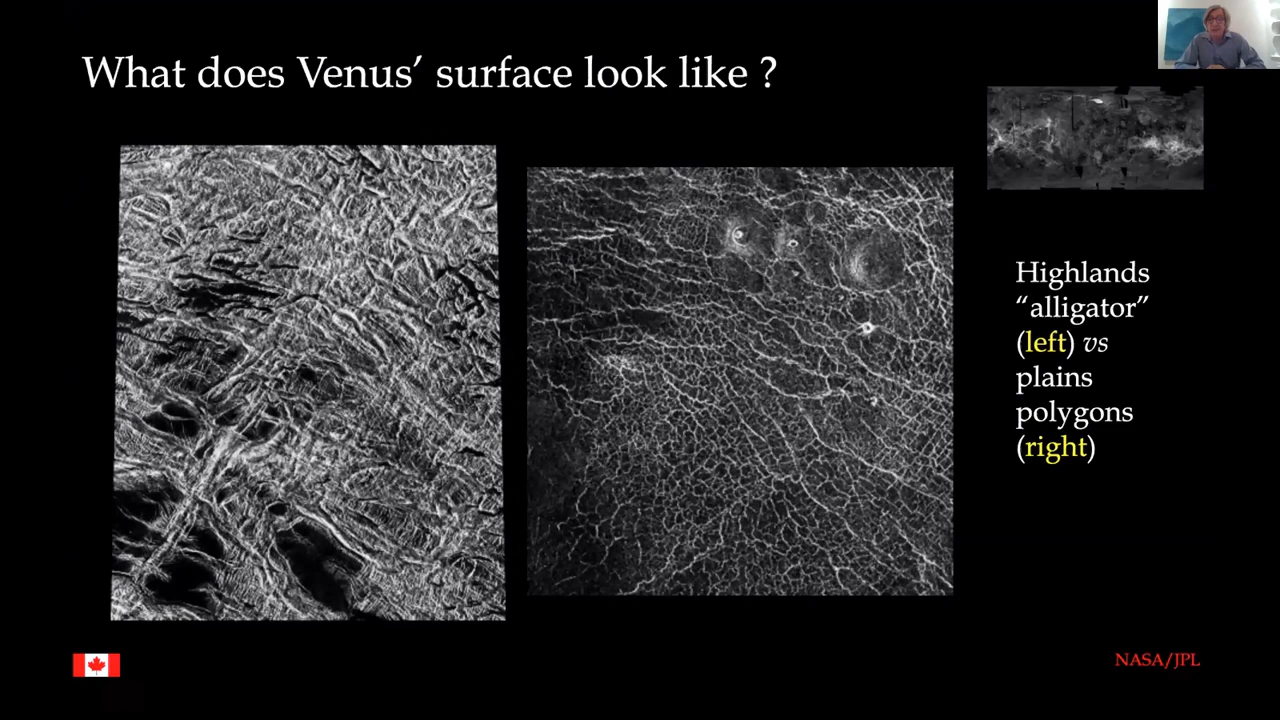 What does Venus’ surface look like ?
Highlands
“alligator”
(left) vs
plains
polygons
(right)
NASA/JPL